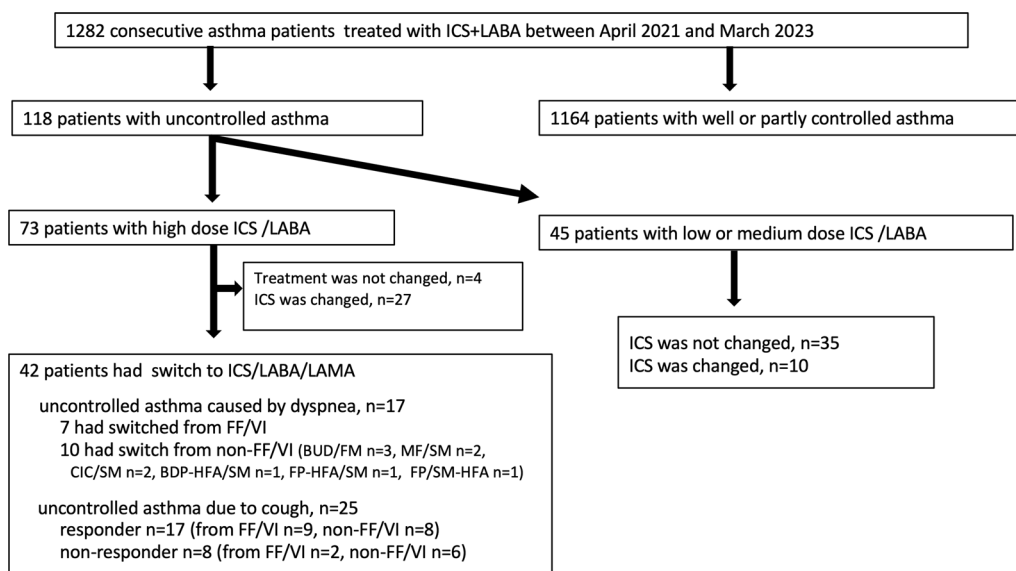 1282 consecutive asthma patients treated with ICS+LABA between April 2021 and March 2023
118 patients with uncontrolled asthma
1164 patients with well or partly controlled asthma
73 patients with high dose ICS /LABA
45 patients with low or medium dose ICS /LABA
Treatment was not changed, n=4
ICS was changed, n=27
ICS was not changed, n=35
ICS was changed, n=10
42 patients had switch to ICS/LABA/LAMA
uncontrolled asthma caused by dyspnea, n=17
7 had switched from FF/VI
10 had switch from non-FF/VI (BUD/FM n=3, MF/SM n=2,
CIC/SM n=2, BDP-HFA/SM n=1, FP-HFA/SM n=1, FP/SM-HFA n=1)
uncontrolled asthma due to cough, n=25
responder n=17 (from FF/VI n=9, non-FF/VI n=8)
non-responder n=8 (from FF/VI n=2, non-FF/VI n=6)